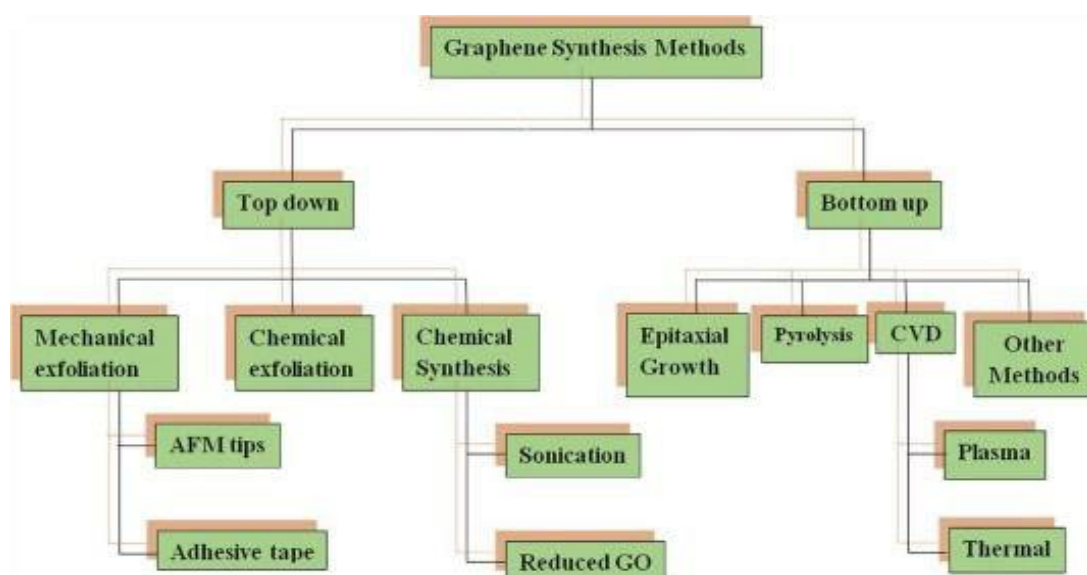 Graphene Synthesis Methods
Top down
Bottom up
Mechanical
exfoliation
Chemical
exfoliation
Chemical
Synthesis
Epitaxial
Growth
Pyrolysis
CVD
Other
Methods
AFM tips
Sonication
Plasma
Adhesive tape
Reduced GO
Thermal